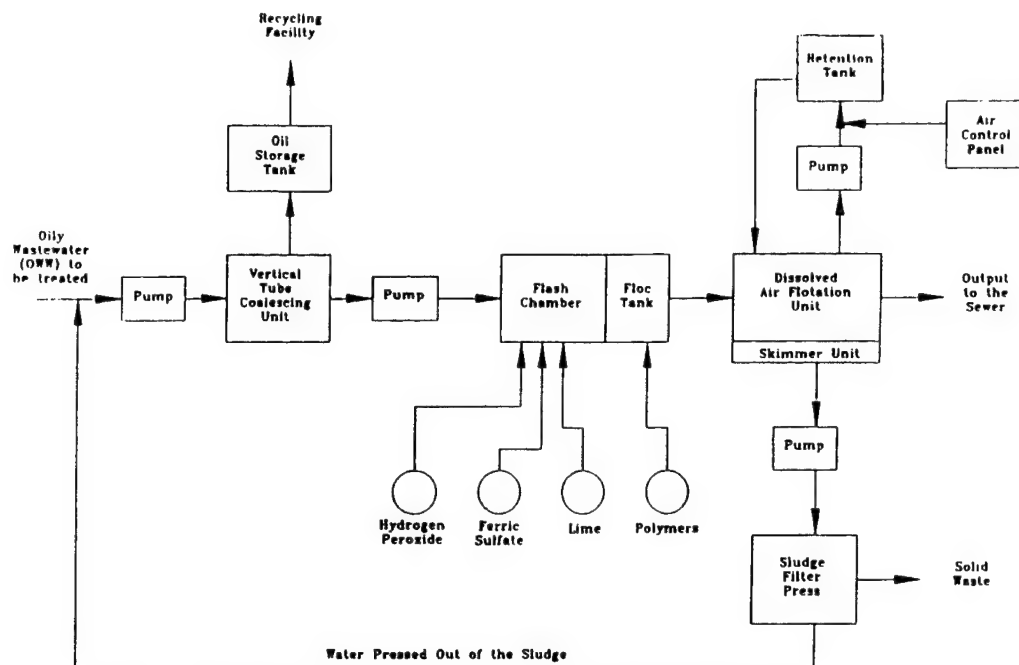 Recycling
Facility
Retention
Tank
Oil
Storage
Tank
Air
Control
Panel
Pump
Oily
Wastewater
(OWW) to
be treated
Pump
Vertical
Tube
Coalescing
Unit
Pump
Flash
Chamber
Floc
Tank
Dissolved
Air Flotation
Unit
Skimmer Unit
Output
to the
Sewer
Pump
Hydrogen
Peroxide
Ferric
Sulfate
Lime
Polymers
Sludge
Filter
Press
Solid
Waste
Water Pressed Out of the Sludge